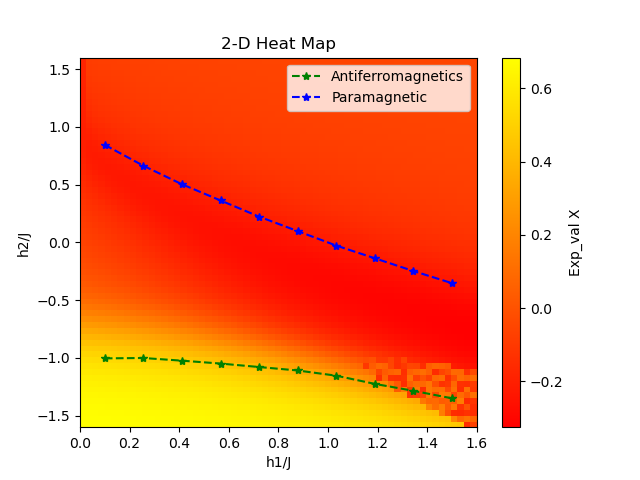 2-D Heat Map
Antiferromagnetics
Paramagnetic
1.5
1.0
0.5
0.0
−0.5
−1.0
−1.5
h2/J
0.0 0.2 0.4 0.6 0.8 1.0 1.2 1.4 1.6
h1/J
0.6
0.4
0.2
0.0
−0.2
Exp_val X